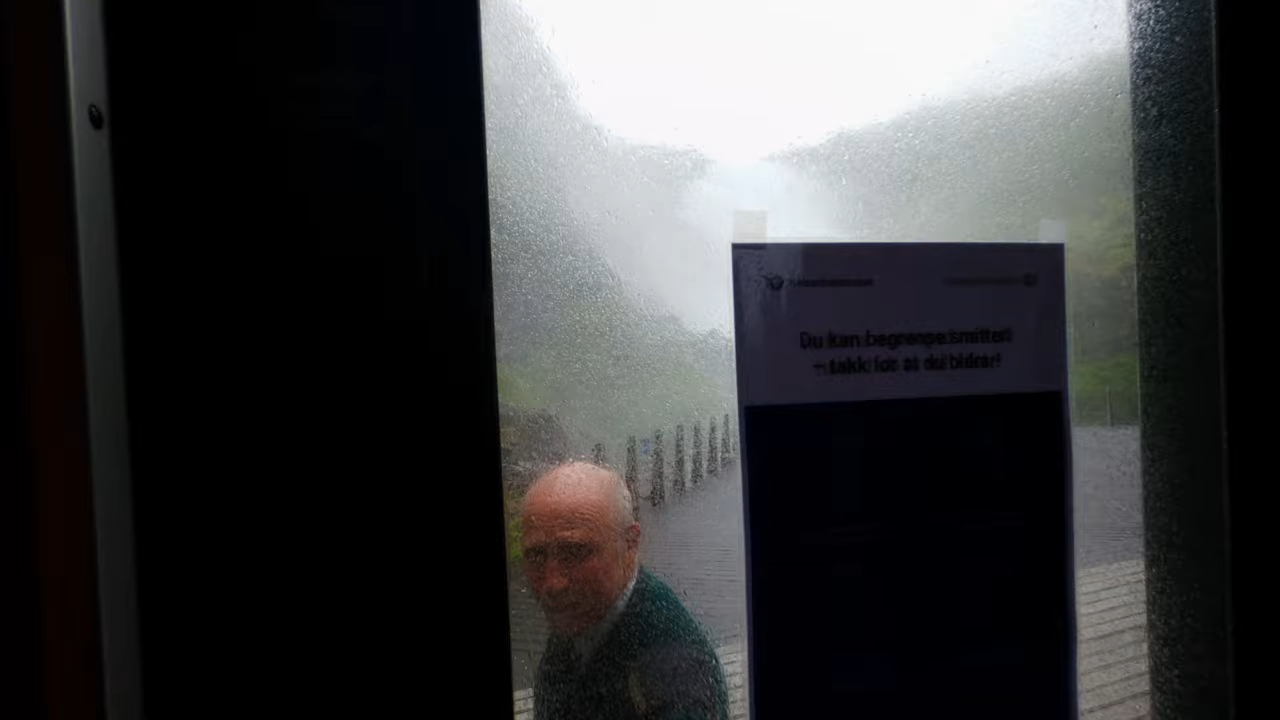 Du kan begrense smitten
– takk for at du bidrar!